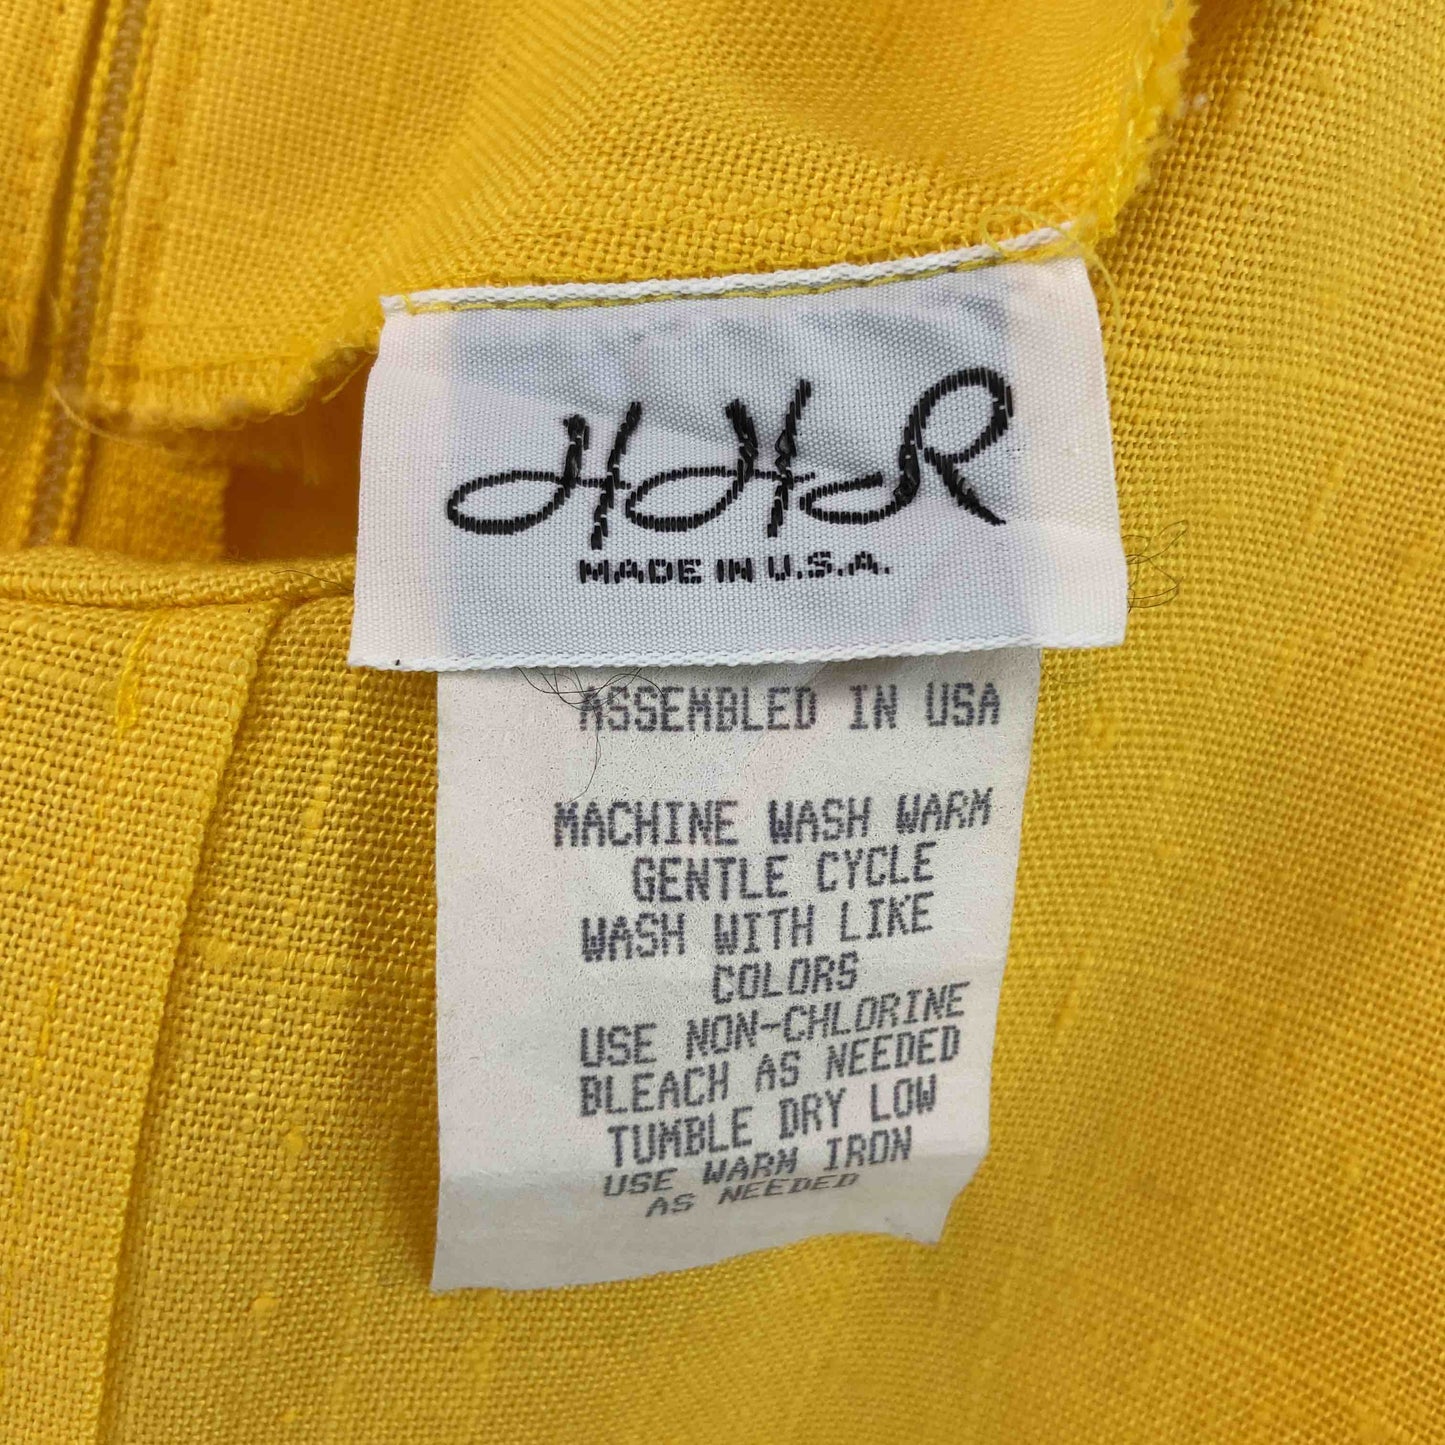 HHR
MADE IN U.S.A.
ASSEMBLED IN USA
MACHINE WASH WARM
GENTLE CYCLE
WASH WITH LIKE
COLORS
USE NON-CHLORINE
BLEACH AS NEEDED
TUMBLE DRY LOW
USE WARM IRON
AS NEEDED